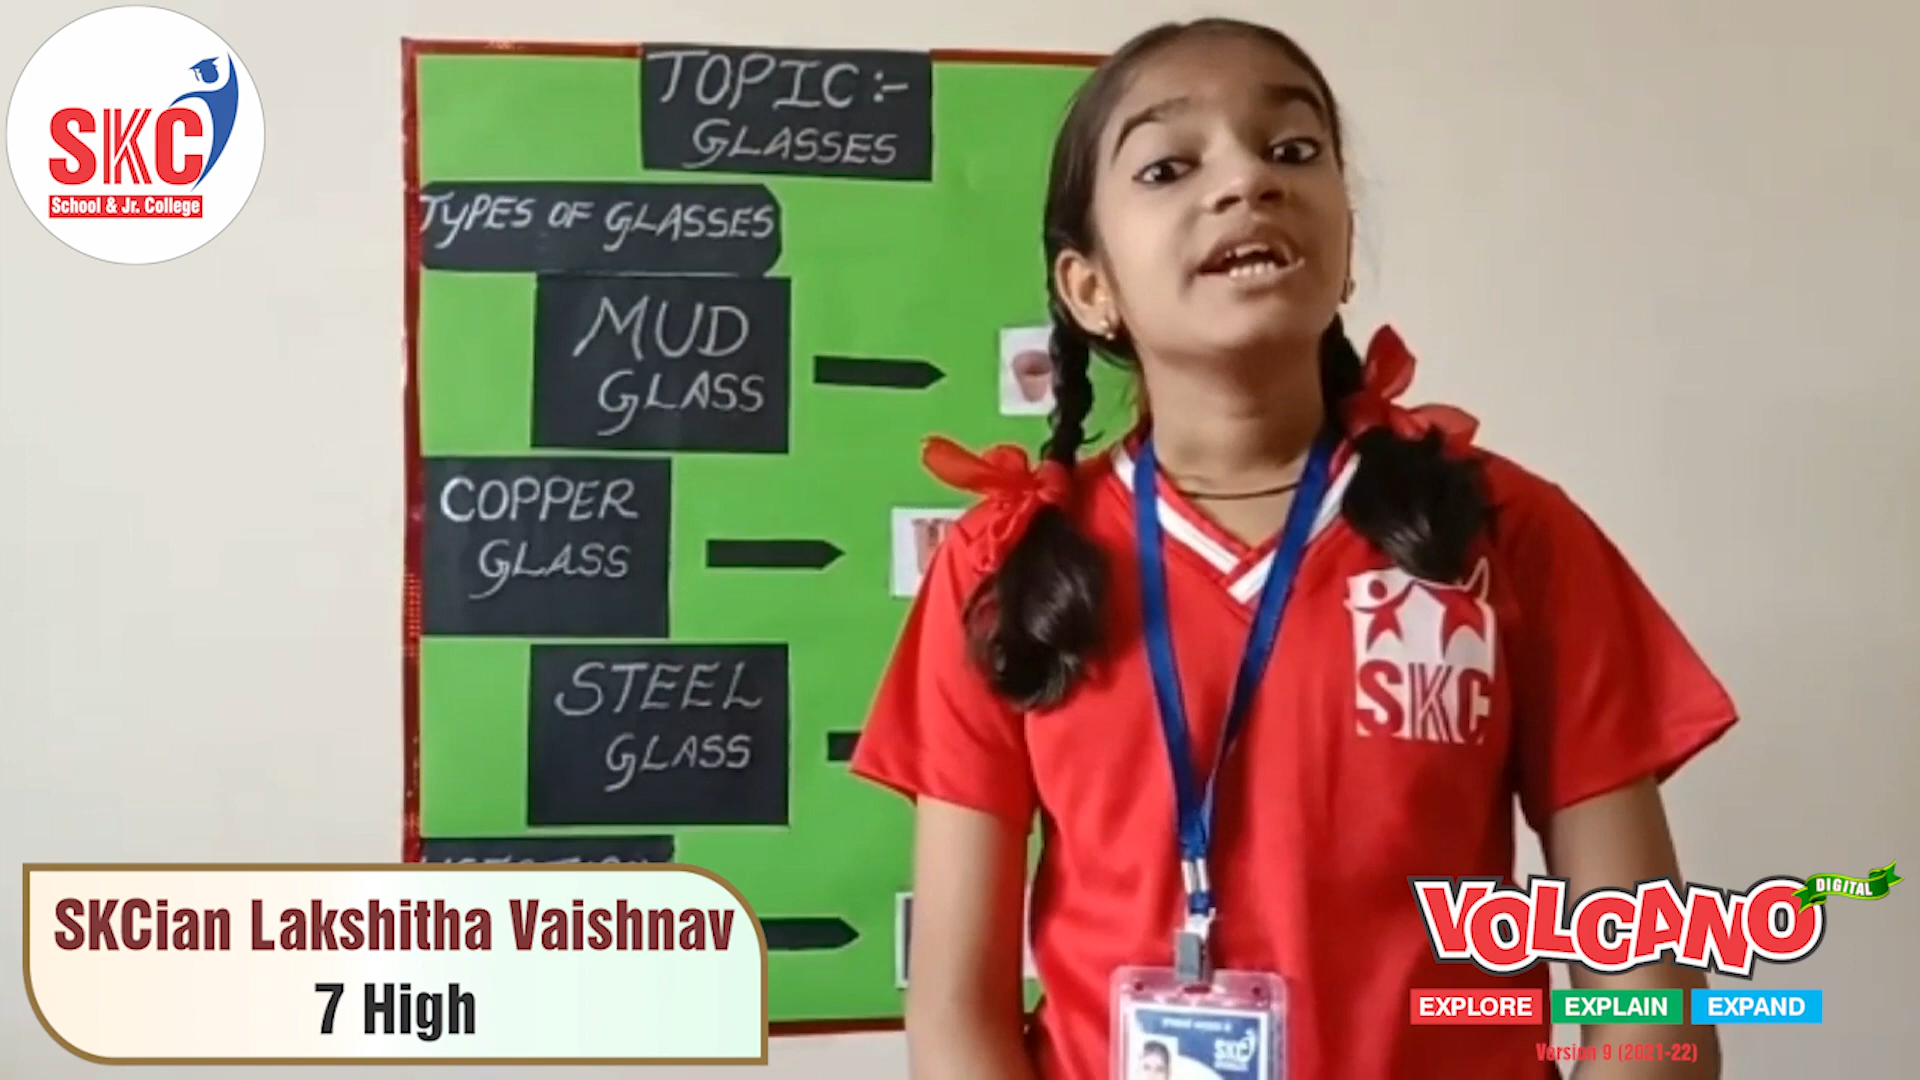 SKC
School & Jr. College
TOPIC :-
GLASSES
TYPES OF GLASSES
MUD
GLASS
COPPER
GLASS
STEEL
GLASS
SKC
SKC
SKCian Lakshitha Vaishnav
7 High
VOLCANO
DIGITAL
EXPLORE EXPLAIN EXPAND
Version 9 (2021-22)